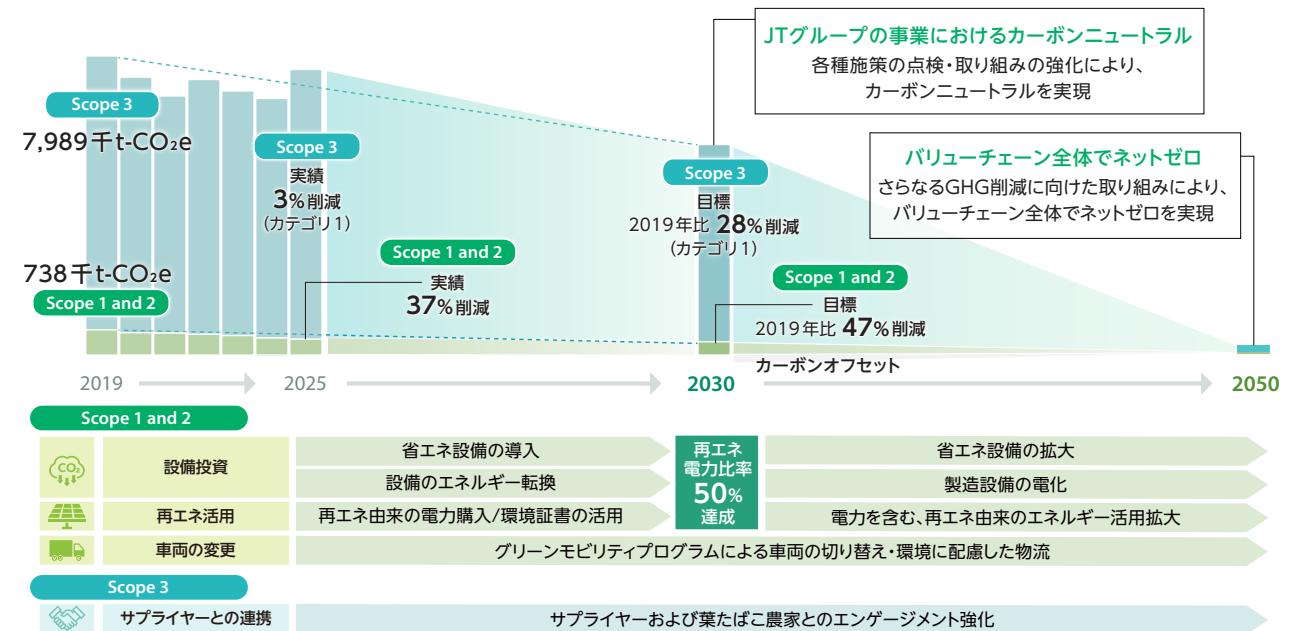 JTグループの事業におけるカーボンニュートラル
各種施策の点検・取り組みの強化により、
カーボンニュートラルを実現
バリューチェーン全体でネットゼロ
さらなるGHG削減に向けた取り組みにより、
バリューチェーン全体でネットゼロを実現
Scope 3
7,989千t-CO₂e
Scope 3
実績
3%削減
(カテゴリ1)
Scope 3
目標
2019年比 28%削減
(カテゴリ1)
738千t-CO₂e
Scope 1 and 2
Scope 1 and 2
実績
37%削減
Scope 1 and 2
目標
2019年比 47%削減
カーボンオフセット
2019
2025
2030
2050
Scope 1 and 2
CO₂
設備投資
省エネ設備の導入
設備のエネルギー転換
再エネ
電力比率
50%
達成
省エネ設備の拡大
製造設備の電化
再エネ活用
再エネ由来の電力購入/環境証書の活用
電力を含む、再エネ由来のエネルギー活用拡大
車両の変更
グリーンモビリティプログラムによる車両の切り替え・環境に配慮した物流
Scope 3
サプライヤーとの連携
サプライヤーおよび葉たばこ農家とのエンゲージメント強化